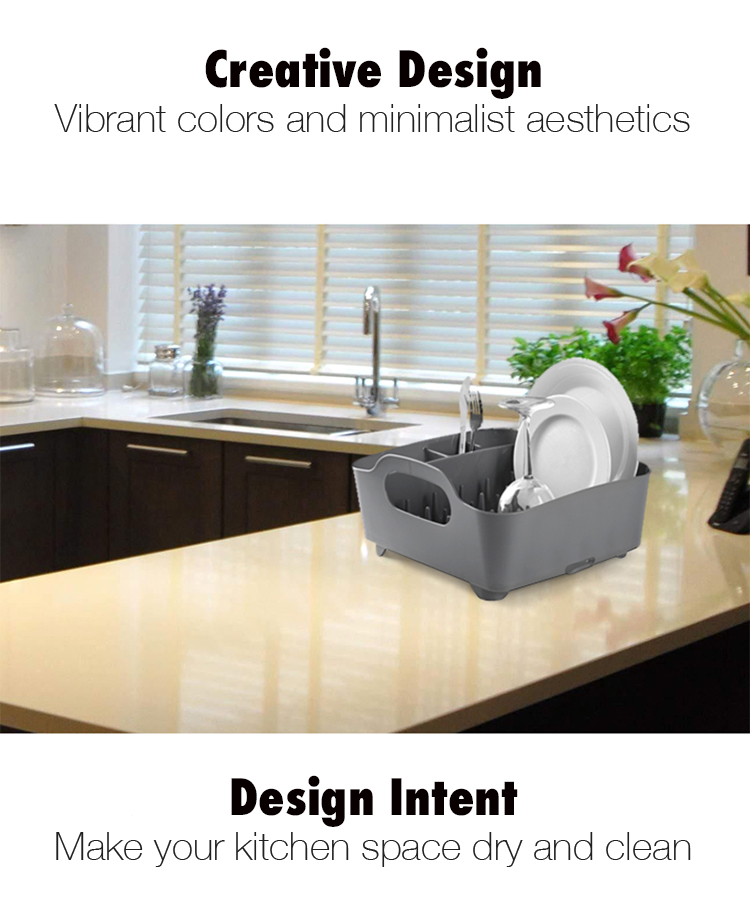 Creative Design
Vibrant colors and minimalist aesthetics
Design Intent
Make your kitchen space dry and clean